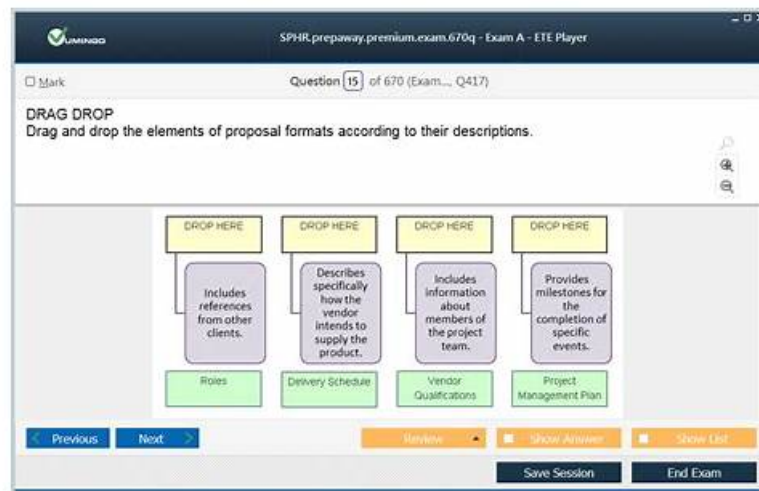 VUMINGO
SPHR.prepaway.premium.exam.670q - Exam A - ETE Player
Mark
Question 15 of 670 (Exam..., Q417)
DRAG DROP
Drag and drop the elements of proposal formats according to their descriptions.
DROP HERE
DROP HERE
DROP HERE
DROP HERE
Includes
references
from other
clients.
Describes
specifically
how the
vendor
intends to
supply the
product.
Includes
information
about
members of
the project
team.
Provides
milestones for
the
completion of
specific
events.
Roles
Delivery Schedule
Vendor
Qualifications
Project
Management Plan
Previous
Next
Review
Show Answer
Show List
Save Session
End Exam